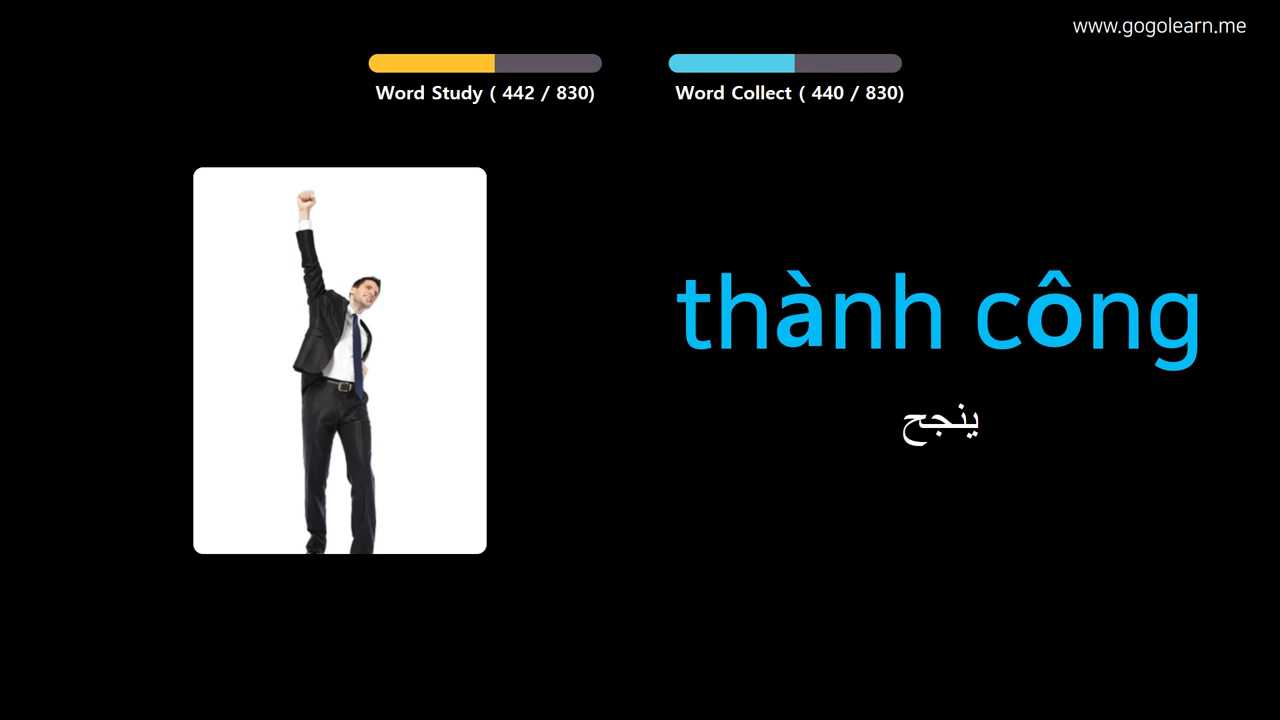 www.gogolearn.me
Word Study ( 442 / 830)
Word Collect ( 440 / 830)
thành công
ينجح